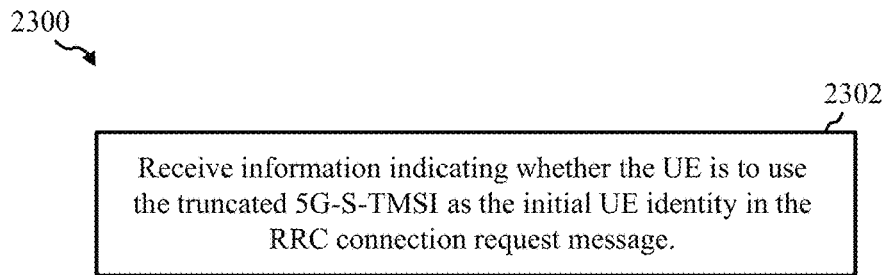 2300
2302
Receive information indicating whether the UE is to use
the truncated 5G-S-TMSI as the initial UE identity in the
RRC connection request message.